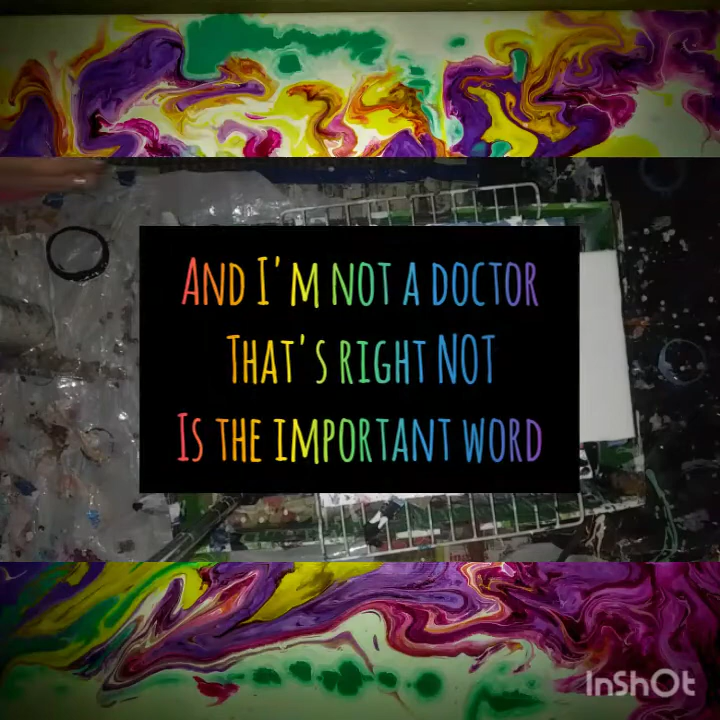 And I'm not a doctor
That's right NOT
Is the important word
InShOt